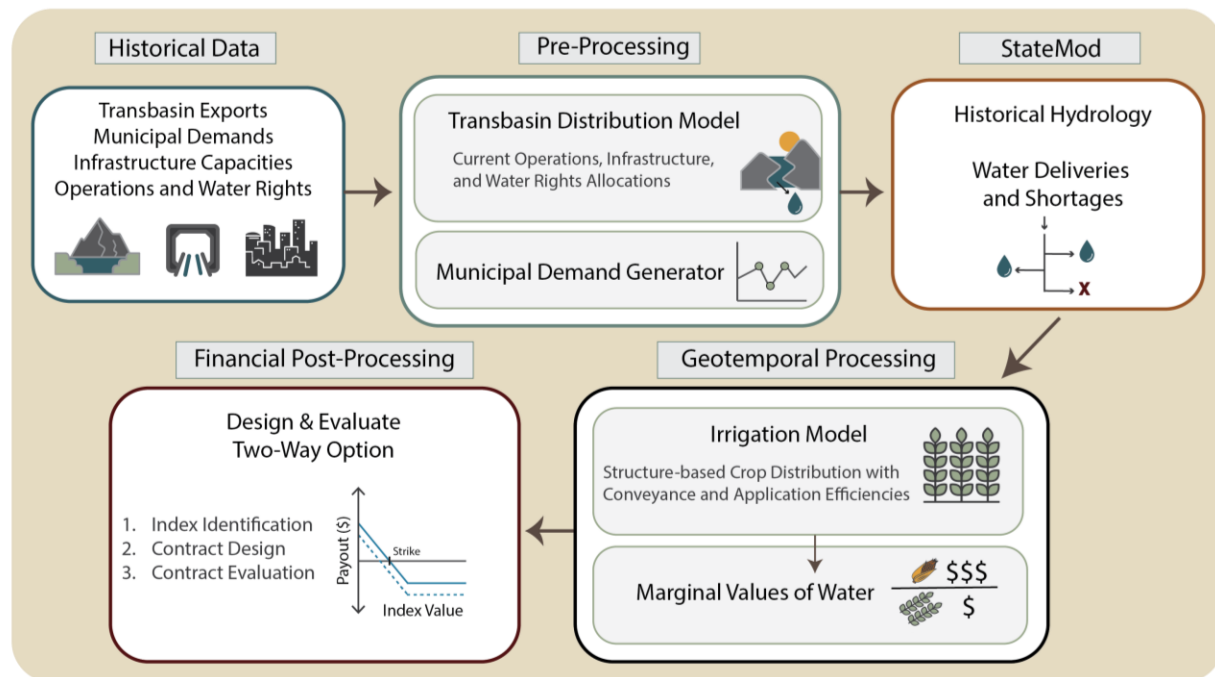 Historical Data
Transbasin Exports
Municipal Demands
Infrastructure Capacities
Operations and Water Rights
Pre-Processing
Transbasin Distribution Model
Current Operations, Infrastructure,
and Water Rights Allocations
Municipal Demand Generator
StateMod
Historical Hydrology
Water Deliveries
and Shortages
X
Geotemporal Processing
Irrigation Model
Structure-based Crop Distribution with
Conveyance and Application Efficiencies
Marginal Values of Water
$$$
$
Financial Post-Processing
Design & Evaluate
Two-Way Option
1. Index Identification
2. Contract Design
3. Contract Evaluation
Payout ($)
Strike
Index Value